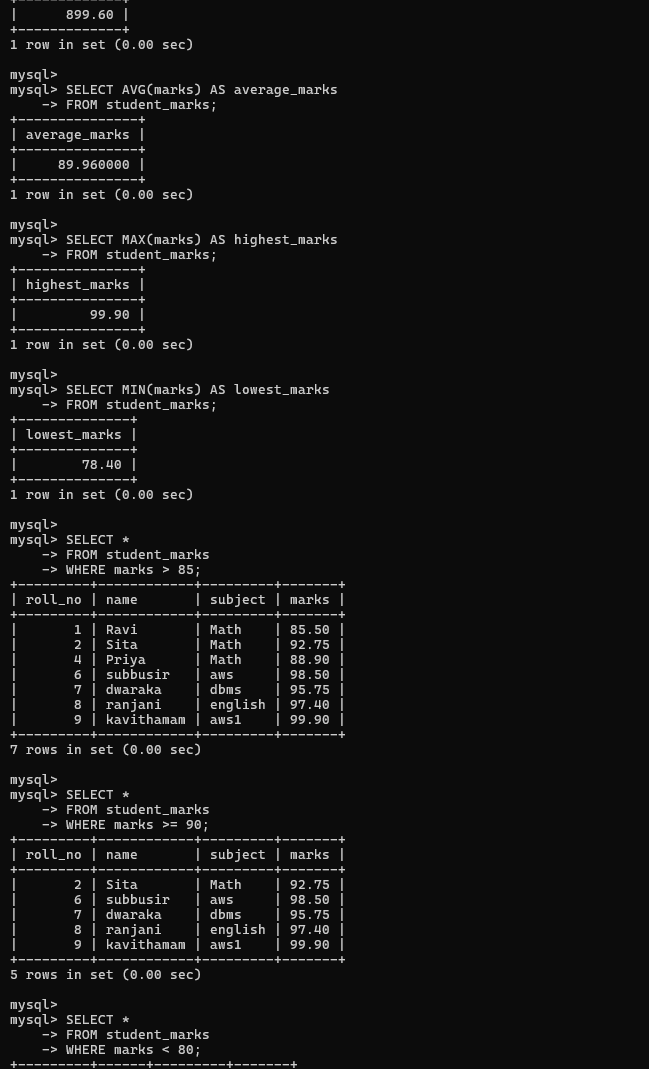 +-------------+
|      899.60 |
+-------------+
1 row in set (0.00 sec)

mysql>
mysql> SELECT AVG(marks) AS average_marks
    -> FROM student_marks;
+---------------+
| average_marks |
+---------------+
|     89.960000 |
+---------------+
1 row in set (0.00 sec)

mysql>
mysql> SELECT MAX(marks) AS highest_marks
    -> FROM student_marks;
+---------------+
| highest_marks |
+---------------+
|         99.90 |
+---------------+
1 row in set (0.00 sec)

mysql>
mysql> SELECT MIN(marks) AS lowest_marks
    -> FROM student_marks;
+--------------+
| lowest_marks |
+--------------+
|        78.40 |
+--------------+
1 row in set (0.00 sec)

mysql>
mysql> SELECT *
    -> FROM student_marks
    -> WHERE marks > 85;
+---------+------------+---------+-------+
| roll_no | name       | subject | marks |
+---------+------------+---------+-------+
|       1 | Ravi       | Math    | 85.50 |
|       2 | Sita       | Math    | 92.75 |
|       4 | Priya      | Math    | 88.90 |
|       6 | subbusir   | aws     | 98.50 |
|       7 | dwaraka    | dbms    | 95.75 |
|       8 | ranjani    | english | 97.40 |
|       9 | kavithamam | aws1    | 99.90 |
+---------+------------+---------+-------+
7 rows in set (0.00 sec)

mysql>
mysql> SELECT *
    -> FROM student_marks
    -> WHERE marks >= 90;
+---------+------------+---------+-------+
| roll_no | name       | subject | marks |
+---------+------------+---------+-------+
|       2 | Sita       | Math    | 92.75 |
|       6 | subbusir   | aws     | 98.50 |
|       7 | dwaraka    | dbms    | 95.75 |
|       8 | ranjani    | english | 97.40 |
|       9 | kavithamam | aws1    | 99.90 |
+---------+------------+---------+-------+
5 rows in set (0.00 sec)

mysql>
mysql> SELECT *
    -> FROM student_marks
    -> WHERE marks < 80;
+---------+------+---------+-------+